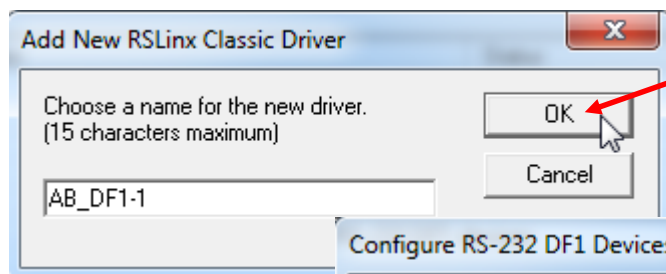 Add New RSLinx Classic Driver
Choose a name for the new driver.
(15 characters maximum)
OK
Cancel
AB_DF1-1
Configure RS-232 DF1 Devices